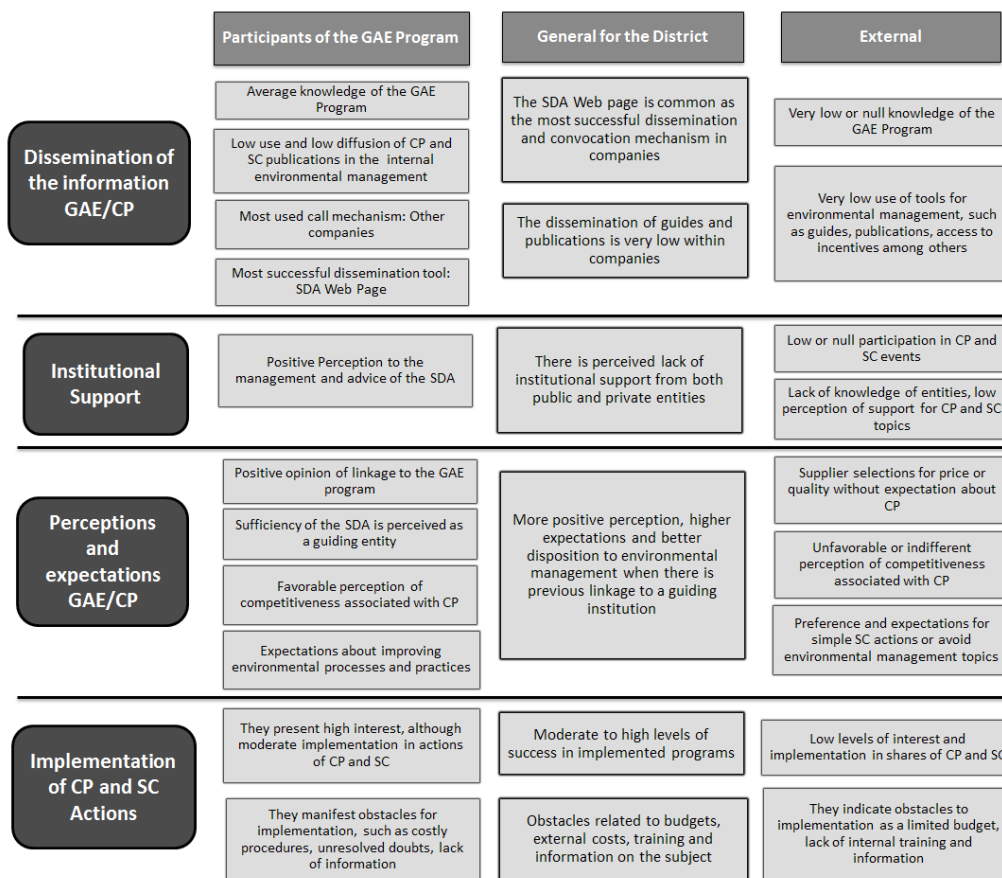 Participants of the GAE Program
General for the District
External
Dissemination of
the information
GAE/CP
Average knowledge of the GAE
Program
Low use and low diffusion of CP and
SC publications in the internal
environmental management
Most used call mechanism: Other
companies
Most successful dissemination tool:
SDA Web Page
The SDA Web page is common as
the most successful dissemination
and convocation mechanism in
companies
The dissemination of guides and
publications is very low within
companies
Very low or null knowledge of the
GAE Program
Very low use of tools for
environmental management, such
as guides, publications, access to
incentives among others
Institutional
Support
Positive Perception to the
management and advice of the SDA
There is perceived lack of
institutional support from both
public and private entities
Low or null participation in CP and
SC events
Lack of knowledge of entities, low
perception of support for CP and SC
topics
Perceptions
and
expectations
GAE/CP
Positive opinion of linkage to the GAE
program
Sufficiency of the SDA is perceived as
a guiding entity
Favorable perception of
competitiveness associated with CP
Expectations about improving
environmental processes and practices
More positive perception, higher
expectations and better
disposition to environmental
management when there is
previous linkage to a guiding
institution
Supplier selections for price or
quality without expectation about
CP
Unfavorable or indifferent
perception of competitiveness
associated with CP
Preference and expectations for
simple SC actions or avoid
environmental management topics
Implementation
of CP and SC
Actions
They present high interest, although
moderate implementation in actions
of CP and SC
They manifest obstacles for
implementation, such as costly
procedures, unresolved doubts, lack
of information
Moderate to high levels of
success in implemented programs
Obstacles related to budgets,
external costs, training and
information on the subject
Low levels of interest and
implementation in shares of CP and SC
They indicate obstacles to
implementation as a limited budget,
lack of internal training and
information